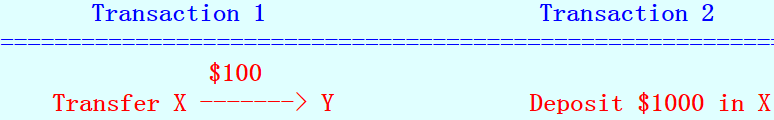 Transaction 1 Transaction 2
===========================================================
$100
Transfer X -------> Y Deposit $1000 in X